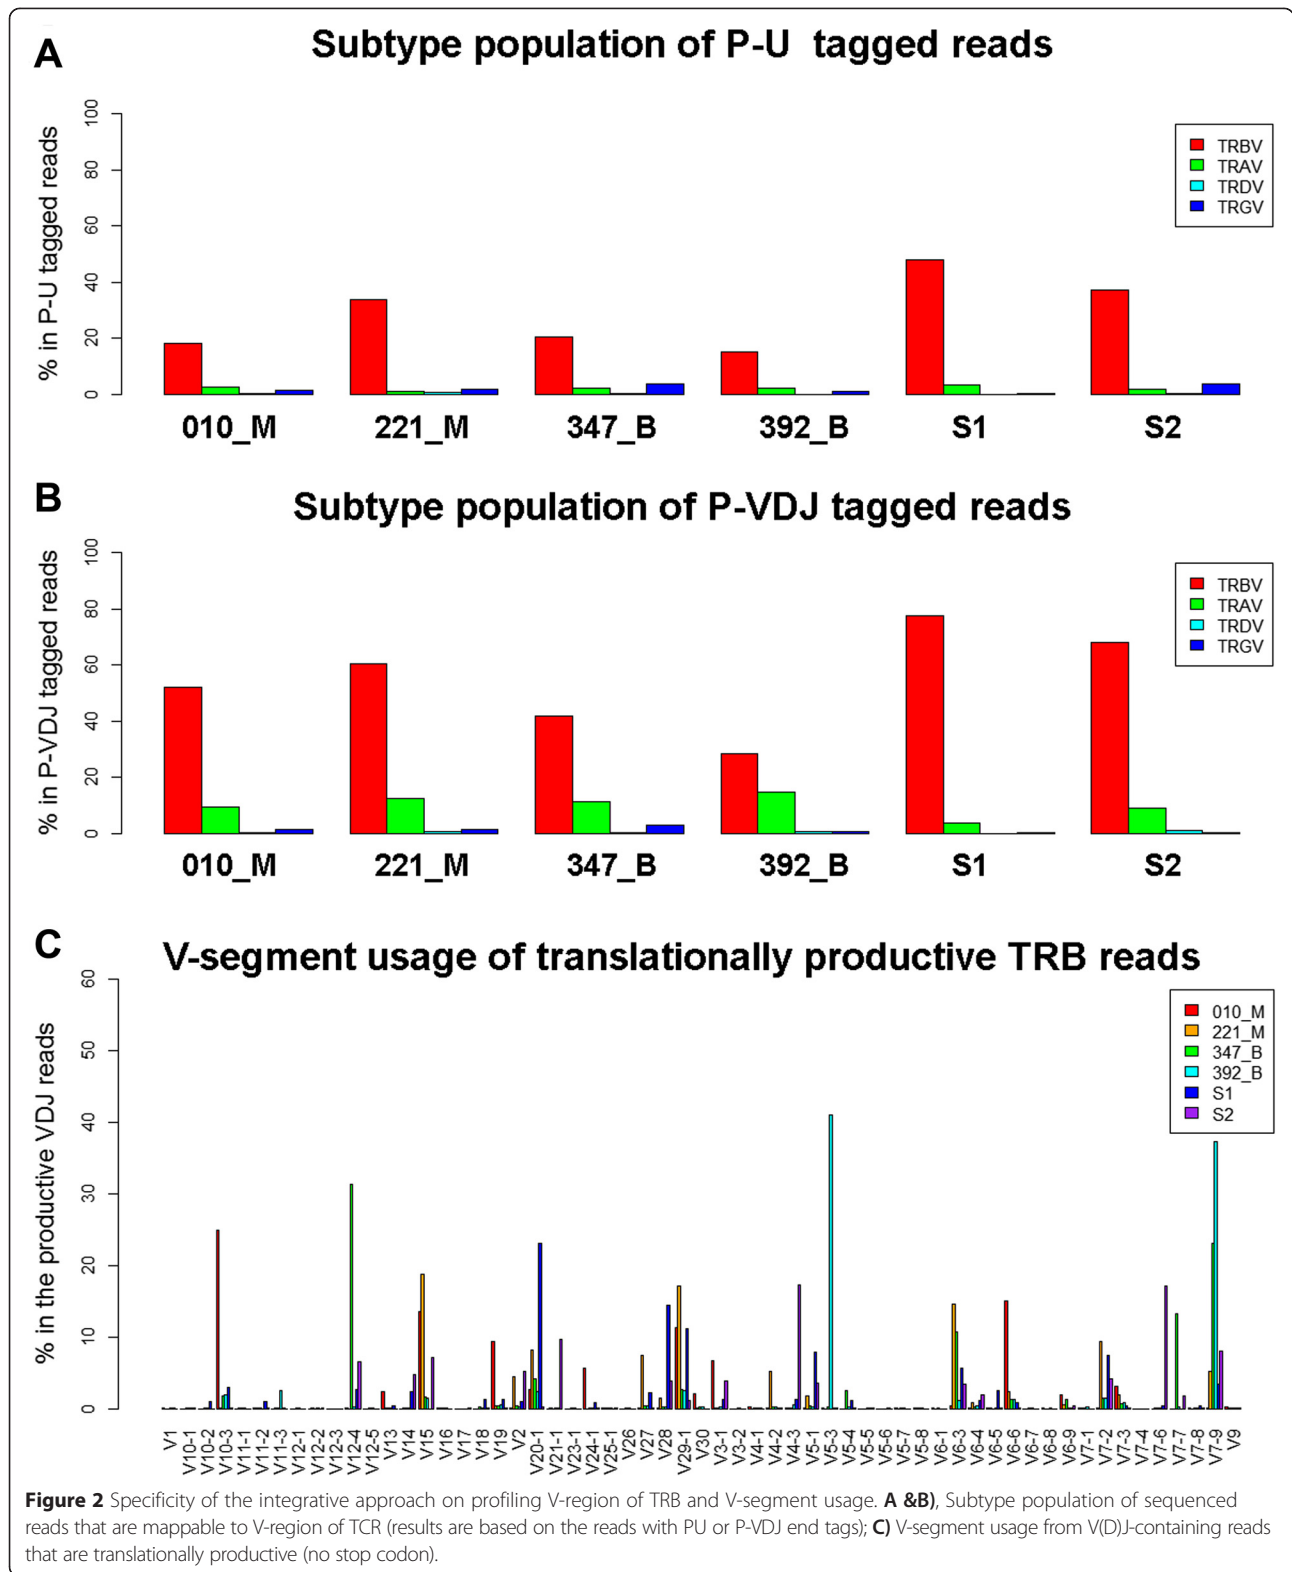 A
Subtype population of P-U tagged reads
% in P-U tagged reads
100
80
60
40
20
0
TRBV
TRAV
TRDV
TRGV
010_M 221_M 347_B 392_B S1 S2
B
Subtype population of P-VDJ tagged reads
% in P-VDJ tagged reads
100
80
60
40
20
0
TRBV
TRAV
TRDV
TRGV
010_M 221_M 347_B 392_B S1 S2
C
V-segment usage of translationally productive TRB reads
% in the productive VDJ reads
60
50
40
30
20
10
0
010_M
221_M
347_B
392_B
S1
S2
V1 V10-1 V10-2 V10-3 V11-1 V11-2 V11-3 V12-1 V12-2 V12-3 V12-4 V12-5 V13 V14 V15 V16 V17 V18 V19 V2 V20-1 V21-1 V23-1 V24-1 V25-1 V26 V27 V28 V29-1 V30 V3-1 V3-2 V4-1 V4-2 V4-3 V5-1 V5-3 V5-4 V5-5 V5-6 V5-7 V5-8 V6-1 V6-3 V6-4 V6-5 V6-6 V6-7 V6-8 V6-9 V7-1 V7-2 V7-3 V7-4 V7-6 V7-7 V7-8 V7-9 V9
Figure 2 Specificity of the integrative approach on profiling V-region of TRB and V-segment usage. A &B), Subtype population of sequenced
reads that are mappable to V-region of TCR (results are based on the reads with PU or P-VDJ end tags); C) V-segment usage from V(D)J-containing reads
that are translationally productive (no stop codon).